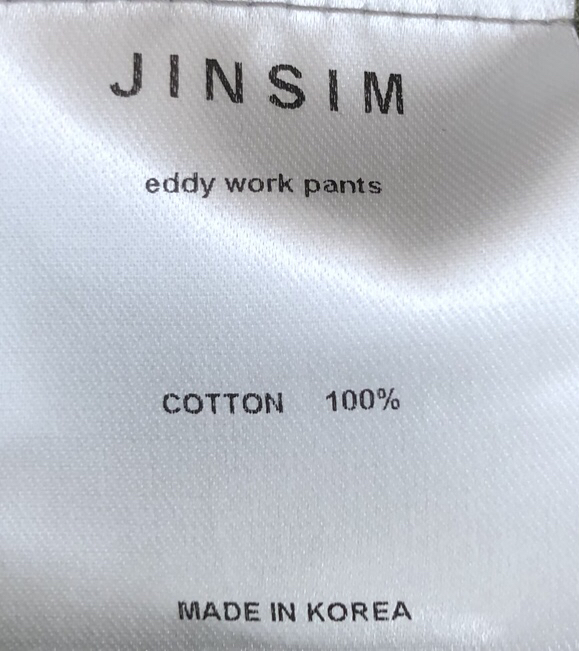 JINSIM
eddy work pants
COTTON 100%
MADE IN KOREA